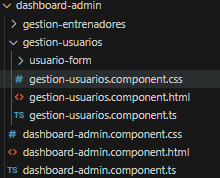 dashboard-admin
gestion-entrenadores
gestion-usuarios
usuario-form
# gestion-usuarios.component.css
<> gestion-usuarios.component.html
TS gestion-usuarios.component.ts
# dashboard-admin.component.css
<> dashboard-admin.component.html
TS dashboard-admin.component.ts